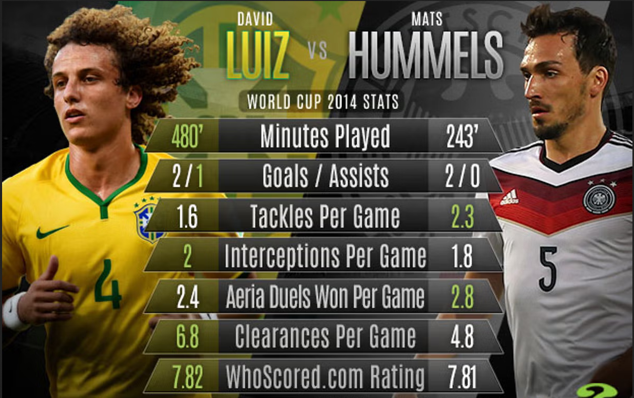 DAVID
LUIZ
VS
MATS
HUMMELS
WORLD CUP 2014 STATS
480' Minutes Played 243'
2 / 1 Goals / Assists 2 / 0
1.6 Tackles Per Game 2.3
2 Interceptions Per Game 1.8
2.4 Aeria Duels Won Per Game 2.8
6.8 Clearances Per Game 4.8
7.82 WhoScored.com Rating 7.81
4
adidas
5